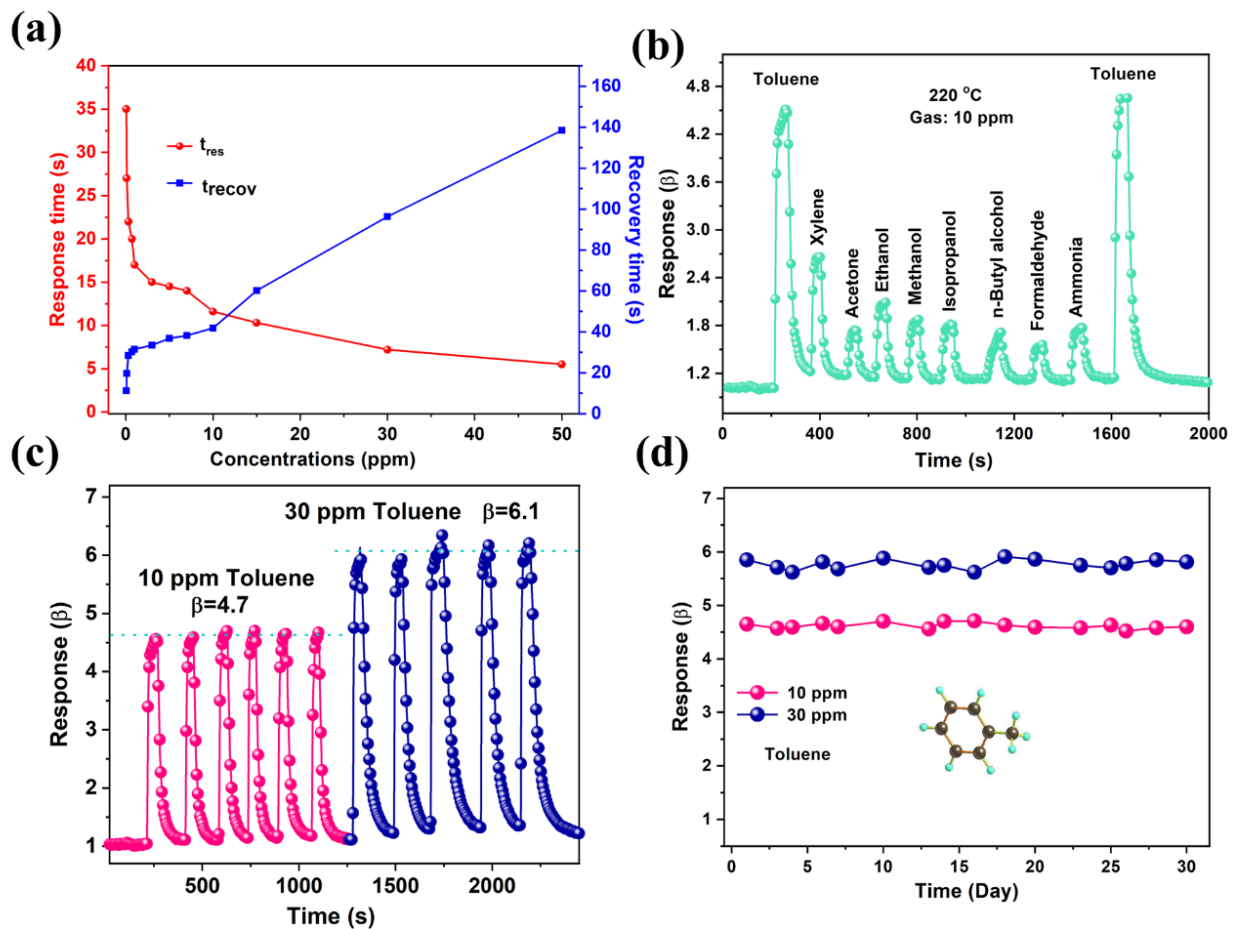 (a)
Response time (s)
35
30
25
20
15
10
5
0
t_res
t_recov
160
140
120
100
80
60
40
20
0
Recovery time (s)
0 10 20 30 40 50
Concentrations (ppm)
(b)
Response (β)
4.8
4.2
3.6
3.0
2.4
1.8
1.2
Toluene
220 °C
Gas: 10 ppm
Toluene
Xylene
Acetone
Ethanol
Methanol
Isopropanol
n-Butyl alcohol
Formaldehyde
Ammonia
0 400 800 1200 1600 2000
Time (s)
(c)
Response (β)
7
6
5
4
3
2
1
30 ppm Toluene β=6.1
10 ppm Toluene
β=4.7
500 1000 1500 2000
Time (s)
(d)
Response (β)
7
6
5
4
3
2
1
10 ppm
30 ppm
Toluene
0 5 10 15 20 25 30
Time (Day)